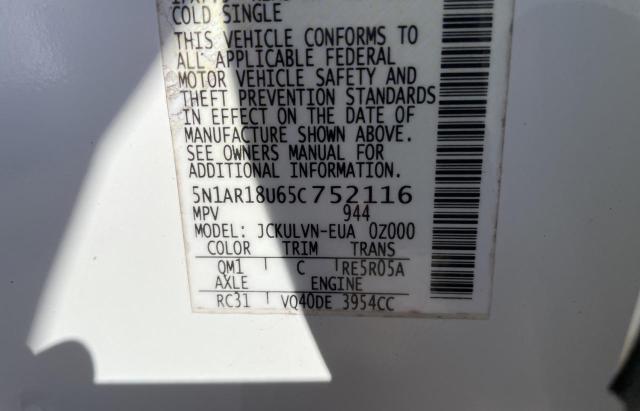 COLD SINGLE
THIS VEHICLE CONFORMS TO
ALL APPLICABLE FEDERAL
MOTOR VEHICLE SAFETY AND
THEFT PREVENTION STANDARDS
IN EFFECT ON THE DATE OF
MANUFACTURE SHOWN ABOVE.
SEE OWNERS MANUAL FOR
ADDITIONAL INFORMATION.
5N1AR18U65C752116
MPV 944
MODEL: JCKULVN-EUA 0Z000
COLOR TRIM TRANS
QM1 C RE5R05A
AXLE ENGINE
RC31 VQ40DE 3954CC